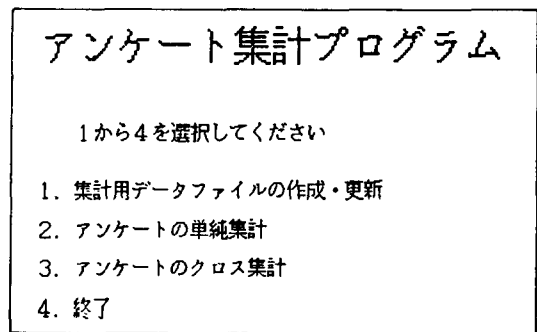 アンケート集計プログラム
1から4を選択してください
1. 集計用データファイルの作成・更新
2. アンケートの単純集計
3. アンケートのクロス集計
4. 終了